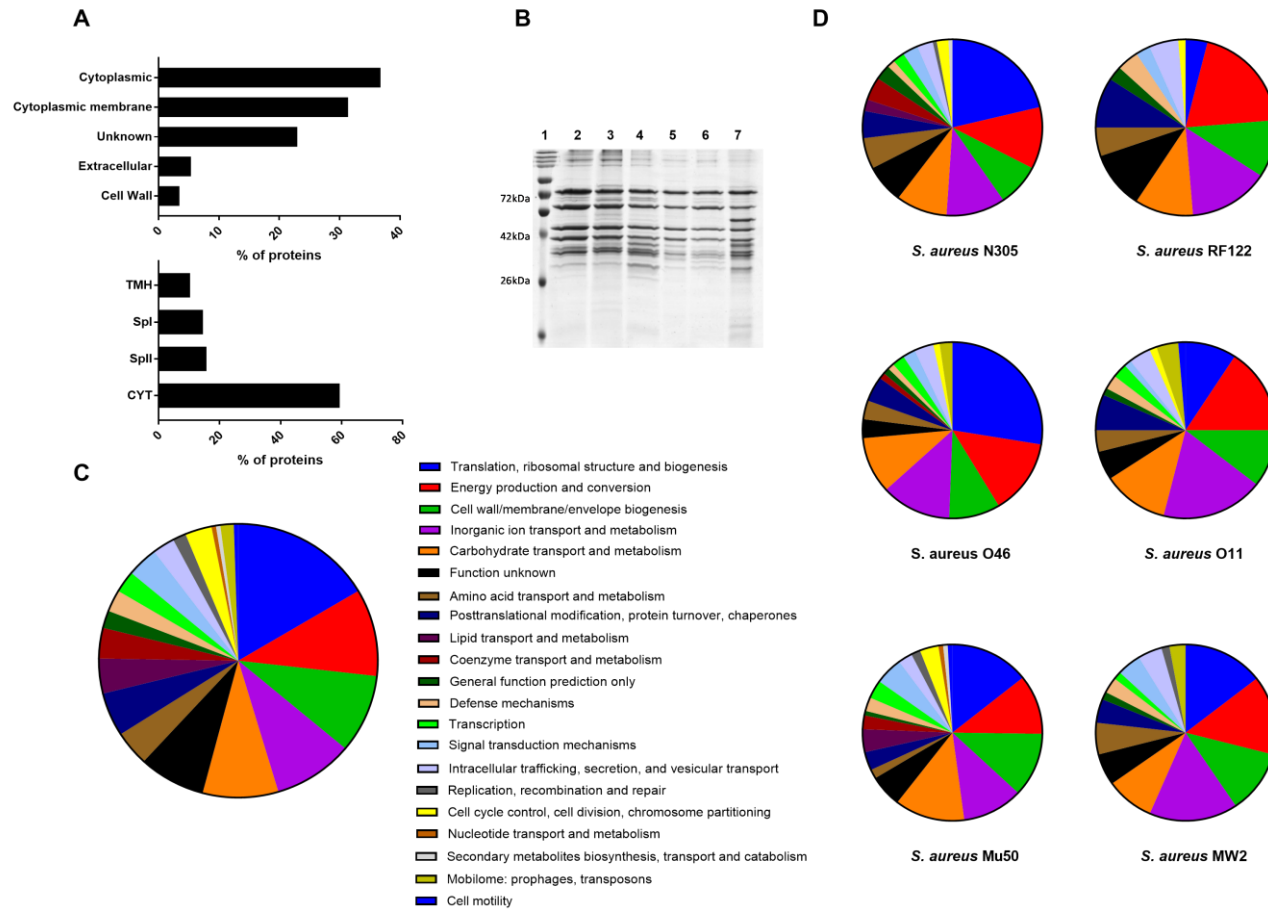 A
Cytoplasmic
Cytoplasmic membrane
Unknown
Extracellular
Cell Wall
0 10 20 30 40
% of proteins
TMH
SpI
SpII
CYT
0 20 40 60 80
% of proteins
B
1 2 3 4 5 6 7
72kDa
42kDa
26kDa
C
Translation, ribosomal structure and biogenesis
Energy production and conversion
Cell wall/membrane/envelope biogenesis
Inorganic ion transport and metabolism
Carbohydrate transport and metabolism
Function unknown
Amino acid transport and metabolism
Posttranslational modification, protein turnover, chaperones
Lipid transport and metabolism
Coenzyme transport and metabolism
General function prediction only
Defense mechanisms
Transcription
Signal transduction mechanisms
Intracellular trafficking, secretion, and vesicular transport
Replication, recombination and repair
Cell cycle control, cell division, chromosome partitioning
Nucleotide transport and metabolism
Secondary metabolites biosynthesis, transport and catabolism
Mobilome: prophages, transposons
Cell motility
D
S. aureus N305
S. aureus RF122
S. aureus O46
S. aureus O11
S. aureus Mu50
S. aureus MW2